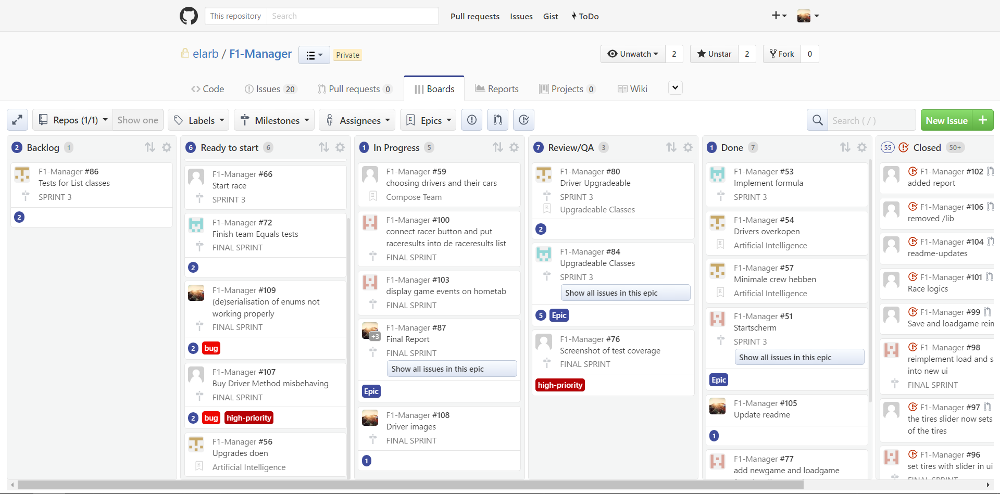 This repository Search Pull requests Issues Gist ToDo
elarb / F1-Manager Private Unwatch 2 Unstar 2 Fork 0
Code Issues 20 Pull requests 0 Boards Reports Projects 0 Wiki
Repos (1/1) Show one Labels Milestones Assignees Epics Search ( / ) New Issue
2 Backlog 1
F1-Manager #86
Tests for List classes
SPRINT 3
2
6 Ready to start 6
F1-Manager #66
Start race
SPRINT 3
F1-Manager #72
Finish team Equals tests
FINAL SPRINT
2
F1-Manager #109
(de)serialisation of enums not
working properly
FINAL SPRINT
2 bug
F1-Manager #107
Buy Driver Method misbehaving
FINAL SPRINT
2 bug high-priority
F1-Manager #56
Upgrades doen
Artificial Intelligence
1 In Progress 5
F1-Manager #59
choosing drivers and their cars
Compose Team
F1-Manager #100
connect racer button and put
raceresults into de raceresults list
FINAL SPRINT
F1-Manager #103
display game events on hometab
FINAL SPRINT
+3
F1-Manager #87
Final Report
FINAL SPRINT
Show all issues in this epic
Epic
F1-Manager #108
Driver images
FINAL SPRINT
1
7 Review/QA 3
F1-Manager #80
Driver Upgradeable
SPRINT 3
Upgradeable Classes
2
F1-Manager #84
Upgradeable Classes
SPRINT 3
Show all issues in this epic
5 Epic
F1-Manager #76
Screenshot of test coverage
FINAL SPRINT
high-priority
1 Done 7
F1-Manager #53
Implement formula
SPRINT 3
F1-Manager #54
Drivers overkopen
Artificial Intelligence
F1-Manager #57
Minimale crew hebben
Artificial Intelligence
F1-Manager #51
Startscherm
SPRINT 3
Show all issues in this epic
Epic
F1-Manager #105
Update readme
1
F1-Manager #77
add newgame and loadgame
55 Closed 50+
F1-Manager #102
added report
F1-Manager #106
removed /lib
F1-Manager #104
readme-updates
F1-Manager #101
Race logics
F1-Manager #99
Save and loadgame reim
F1-Manager #98
reimplement load and s
into new ui
FINAL SPRINT
F1-Manager #97
the tires slider now sets
of the tires
F1-Manager #96
set tires with slider in ui
FINAL SPRINT